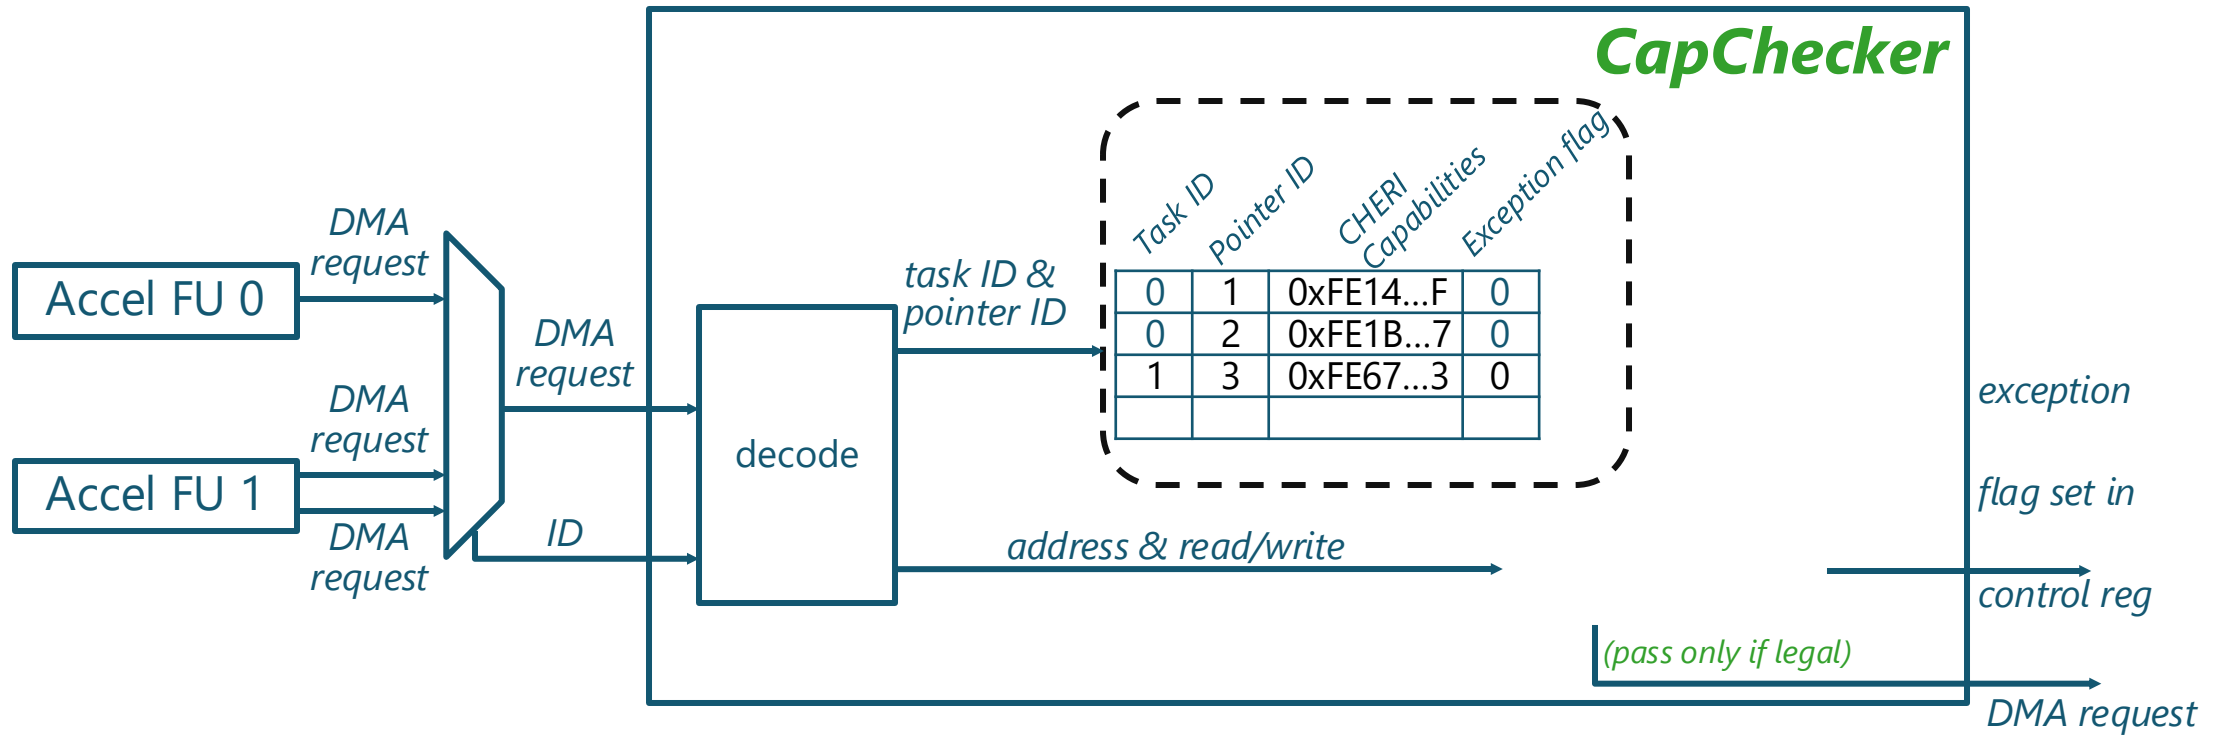 CapChecker
DMA
request
Accel FU 0
DMA
request
Accel FU 1
DMA
request
DMA
request
ID
decode
task ID &
pointer ID
address & read/write
Task ID
Pointer ID
CHERI
Capabilities
Exception flag
0 1 0xFE14...F 0
0 2 0xFE1B...7 0
1 3 0xFE67...3 0
exception
flag set in
control reg
(pass only if legal)
DMA request